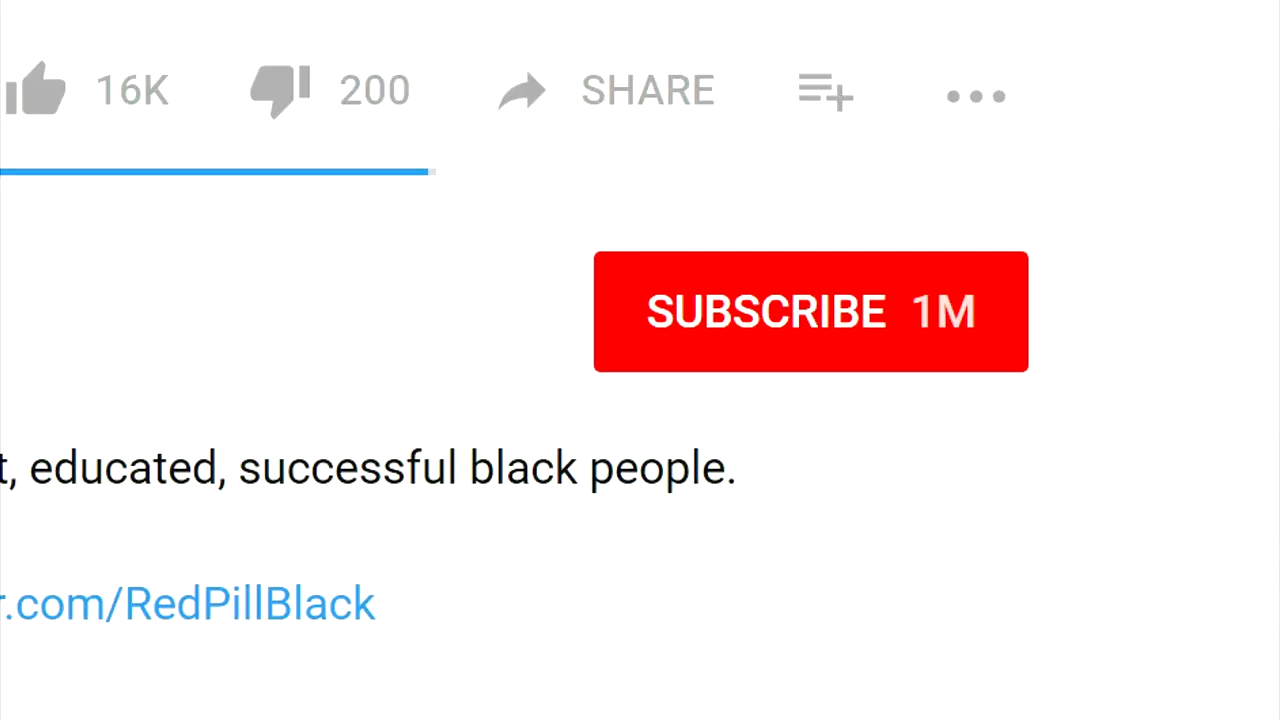 16K 200 SHARE
SUBSCRIBE 1M
, educated, successful black people.
.com/RedPillBlack